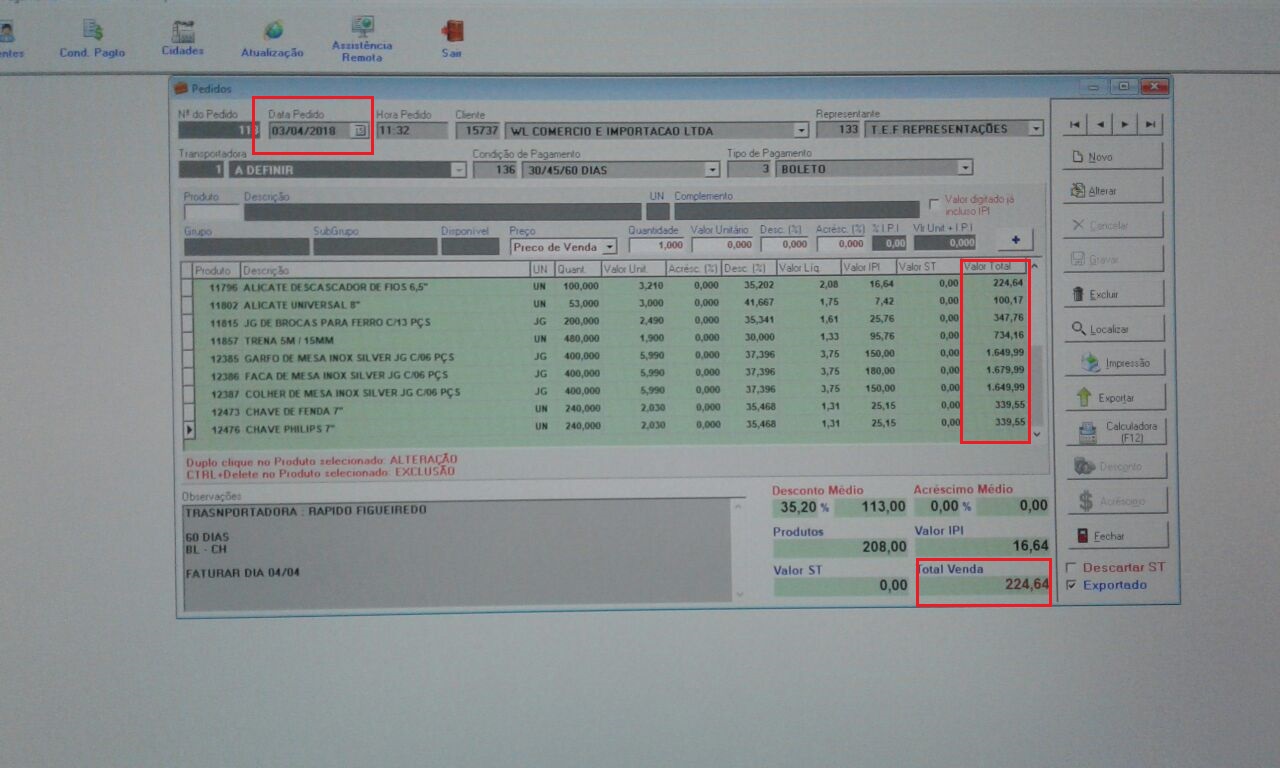 Cond. Pagto
Cidades
Atualização
Assistência Remota
Sair
Pedidos
Nº do Pedido
Data Pedido
Hora Pedido
Cliente
Representante
03/04/2018
11:32
15737
WL COMERCIO E IMPORTACAO LTDA
133
T.E.F REPRESENTAÇÕES
Transportadora
Condição de Pagamento
Tipo de Pagamento
1
A DEFINIR
136
30/45/60 DIAS
3
BOLETO
Produto
Descrição
UN
Complemento
Valor digitado já incluso IPI
Grupo
SubGrupo
Disponivel
Preço
Quantidade
Valor Unitário
Desc. (%)
Acrésc. (%)
% I.P.I
Vlr.Unit + I.P.I
Preco de Venda
1,000
0,000
0,000
0,000
0,00
0,000
+
Produto Descrição UN Quant. Valor Unit. Acrésc. (%) Desc. (%) Valor Líq. Valor IPI Valor ST Valor Total
11796 ALICATE DESCASCADOR DE FIOS 6,5" UN 100,000 3,210 0,000 35,202 2,08 16,64 0,00 224,64
11802 ALICATE UNIVERSAL 8" UN 53,000 3,000 0,000 41,667 1,75 7,42 0,00 100,17
11815 JG DE BROCAS PARA FERRO C/13 PÇS JG 200,000 2,490 0,000 35,341 1,61 25,76 0,00 347,76
11857 TRENA 5M / 15MM UN 480,000 1,900 0,000 30,000 1,33 95,76 0,00 734,16
12385 GARFO DE MESA INOX SILVER JG C/06 PÇS JG 400,000 5,990 0,000 37,396 3,75 150,00 0,00 1.649,99
12386 FACA DE MESA INOX SILVER JG C/06 PÇS JG 400,000 5,990 0,000 37,396 3,75 180,00 0,00 1.679,99
12387 COLHER DE MESA INOX SILVER JG C/06 PÇS JG 400,000 5,990 0,000 37,396 3,75 150,00 0,00 1.649,99
12473 CHAVE DE FENDA 7" UN 240,000 2,030 0,000 35,468 1,31 25,15 0,00 339,55
12476 CHAVE PHILIPS 7" UN 240,000 2,030 0,000 35,468 1,31 25,15 0,00 339,55
Duplo clique no Produto selecionado: ALTERAÇÃO
CTRL+Delete no Produto selecionado: EXCLUSÃO
Observações
TRASNPORTADORA : RAPIDO FIGUEIREDO
60 DIAS
BL - CH
FATURAR DIA 04/04
Desconto Médio
Acréscimo Médio
35,20 %
113,00
0,00 %
0,00
Produtos
Valor IPI
208,00
16,64
Valor ST
Total Venda
0,00
224,64
Novo
Alterar
Cancelar
Gravar
Excluir
Localizar
Impressão
Exportar
Calculadora (F12)
Desconto
Acréscimo
Fechar
Descartar ST
Exportado